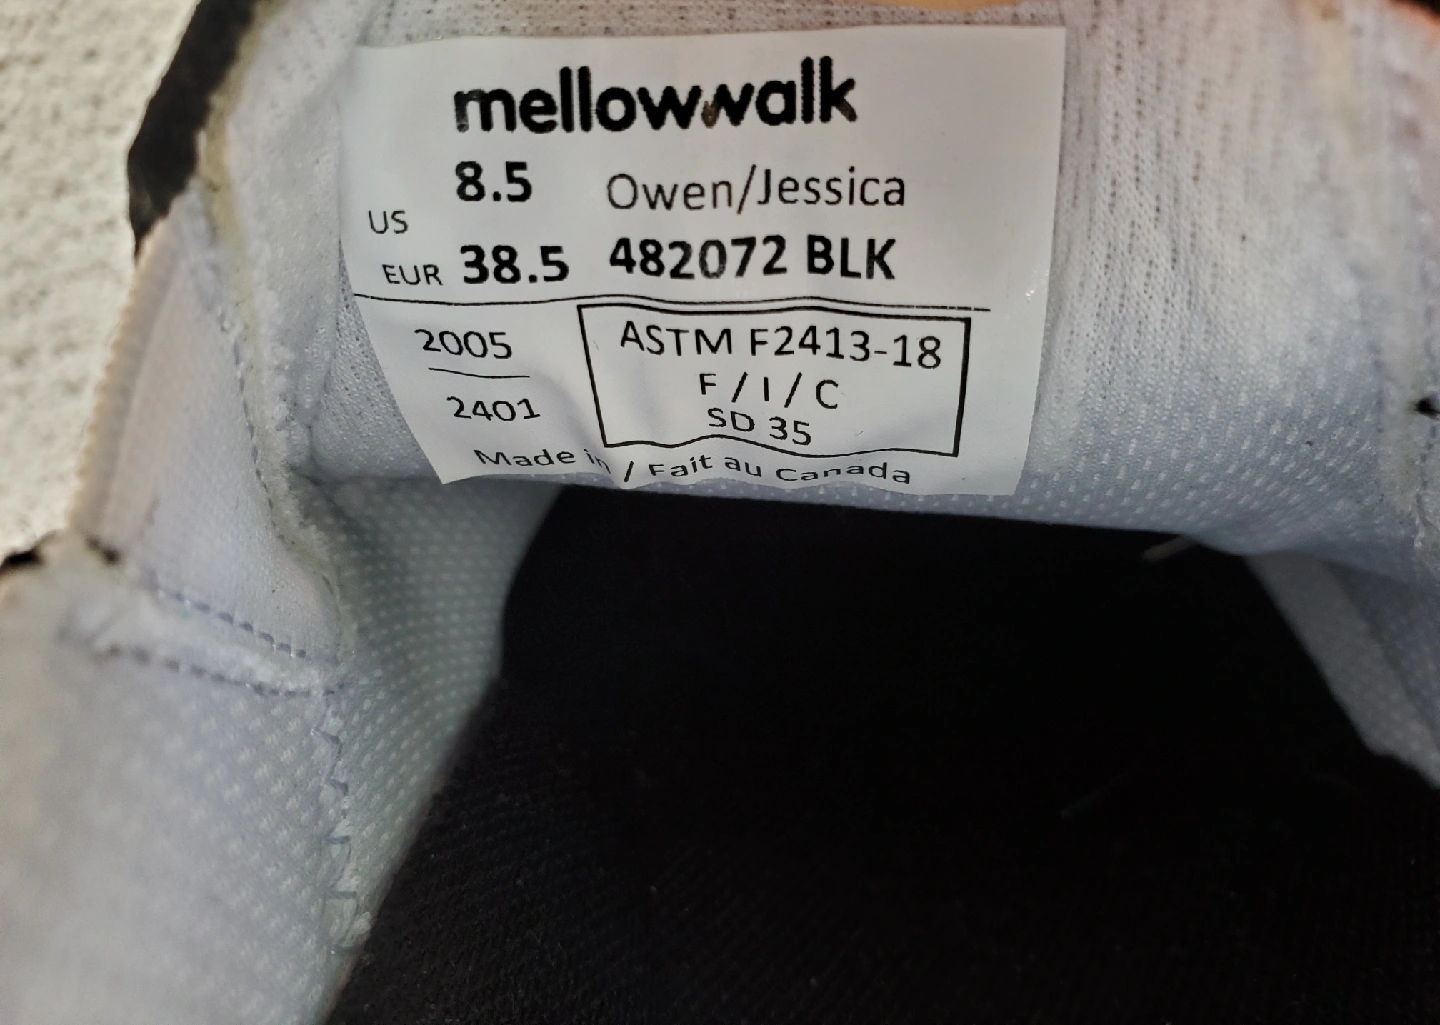 mellowwalk
8.5 Owen/Jessica
US
EUR 38.5 482072 BLK
2005
2401
ASTM F2413-18
F / I / C
SD 35
Made in / Fait au Canada